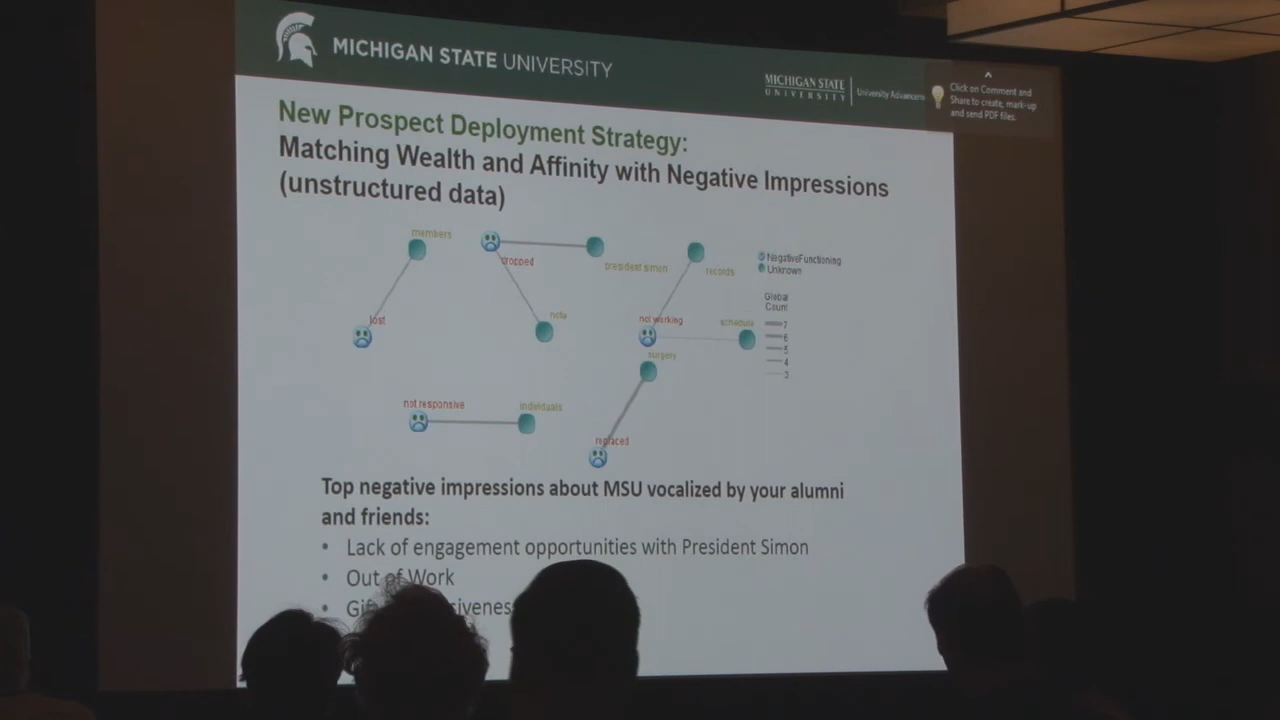 MICHIGAN STATE UNIVERSITY
MICHIGAN STATE
UNIVERSITY
University Advancem
Click on Comment and
Share to create, mark-up
and send PDF files.
New Prospect Deployment Strategy:
Matching Wealth and Affinity with Negative Impressions
(unstructured data)
members
dropped
president simon
records
NegativeFunctioning
Unknown
Global
Count
lost
note
not working
schedule
7
6
5
4
3
surgery
not responsive
individuals
replaced
Top negative impressions about MSU vocalized by your alumni
and friends:
• Lack of engagement opportunities with President Simon
• Out of Work
•